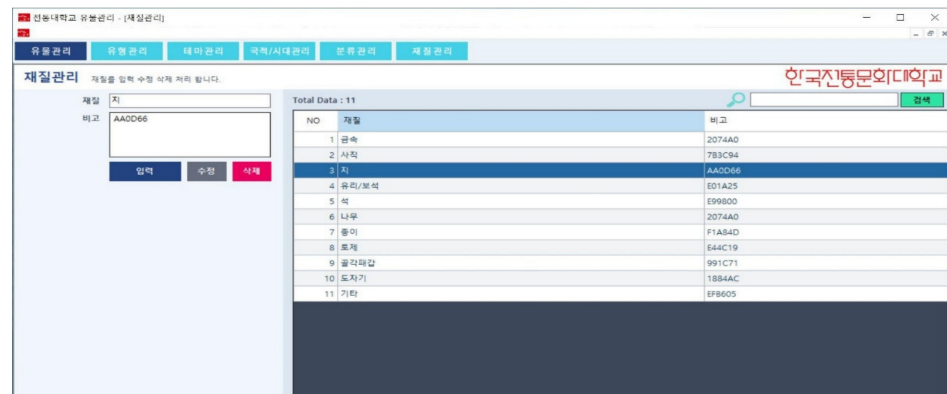 전통대학교 유물관리 - [재질관리]
유물관리 유형관리 테마관리 국적/시대관리 분류관리 재질관리
재질관리 재질를 입력 수정 삭제 처리 합니다.
한국전통문화대학교
재질 지
비고 AA0D66
입력 수정 삭제
Total Data : 11 검색
NO 재질 비고
1 금속 2074A0
2 사직 7B3C94
3 지 AA0D66
4 유리/보석 E01A25
5 석 E99800
6 나무 2074A0
7 종이 F1A84D
8 토제 E44C19
9 골각패갑 991C71
10 도자기 1884AC
11 기타 EFB605